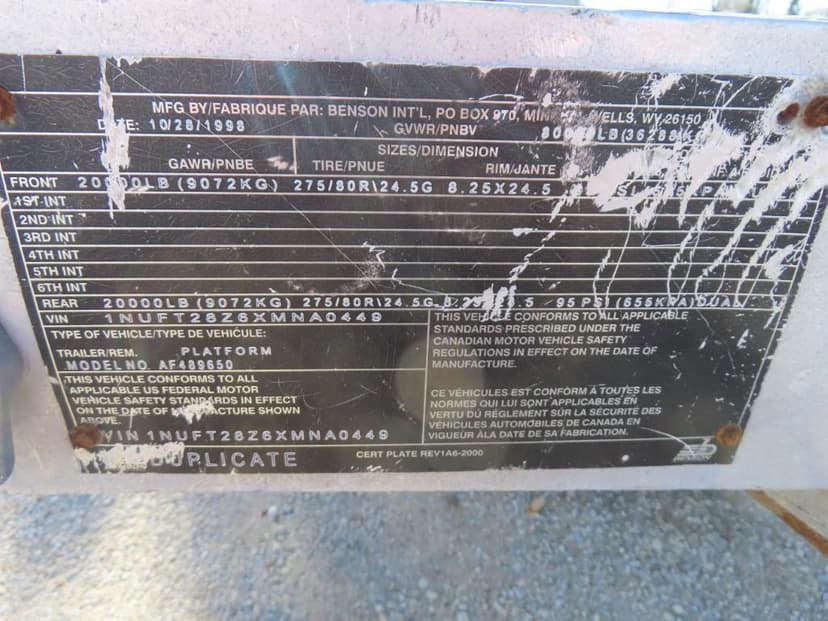 MFG BY/FABRIQUE PAR: BENSON INT'L, PO BOX 970, WELLS, WV 26150
DATE: 10/28/1998 GVWR/PNBV
SIZES/DIMENSION
GAWR/PNBE TIRE/PNUE RIM/JANTE
FRONT 20000LB (9072KG) 275/80R\24.5G 8.25X24.5
1ST INT
2ND INT
3RD INT
4TH INT
5TH INT
6TH INT
REAR 20000LB (9072KG) 275/80R\24.5G 95 PSI (655KPA) DUAL
VIN 1NUFT28Z6XMNA0449
TYPE OF VEHICLE/TYPE DE VEHICULE:
TRAILER/REM. PLATFORM
MODEL NO. AF489650
THIS VEHICLE CONFORMS TO ALL
APPLICABLE US FEDERAL MOTOR
VEHICLE SAFETY STANDARDS IN EFFECT
ON THE DATE OF MANUFACTURE SHOWN
ABOVE.
VIN 1NUFT28Z6XMNA0449
DUPLICATE
THIS VEHICLE CONFORMS TO ALL APPLICABLE
STANDARDS PRESCRIBED UNDER THE
CANADIAN MOTOR VEHICLE SAFETY
REGULATIONS IN EFFECT ON THE DATE OF
MANUFACTURE.
CE VÉHICULES EST CONFORM À TOUTES LES
NORMES QUI LUI SONT APPLICABLES EN
VERTU DÚ RÉGLEMENT SÚR LA SÉCURITÉ DES
VÉHICULES AUTOMOBILES DE CANADA EN
VIGUEUR ÀLA DATE DE SA FABRICATION.
CERT PLATE REV1A6-2000